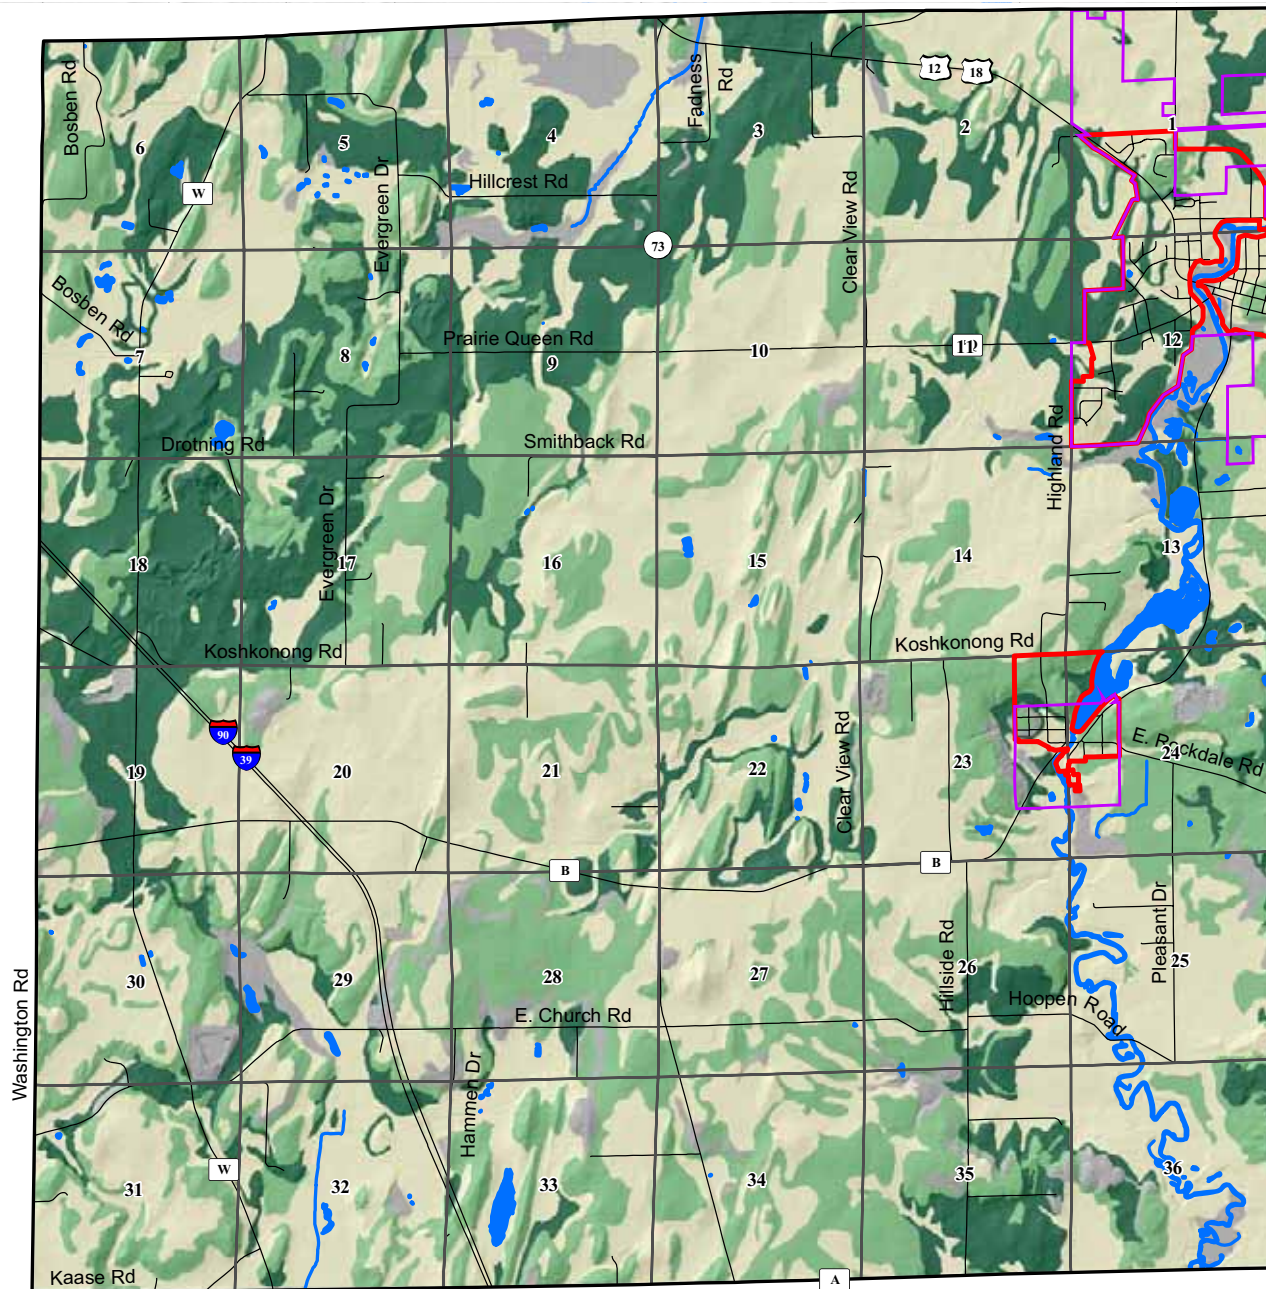 Bosben Rd
Fadness
Rd
12
18
6
5
4
3
2
1
W
Evergreen Dr
Hillcrest Rd
Clear View Rd
73
Bosben Rd
7
8
Prairie Queen Rd
9
10
11
12
Drotning Rd
Smithback Rd
Highland Rd
Evergreen Dr
18
17
16
15
14
13
Koshkonong Rd
Koshkonong Rd
90
39
19
20
21
22
Clear View Rd
23
24
E. Rockdale Rd
B
B
Washington Rd
30
29
28
27
Hillside Rd
26
Pleasant Dr
25
Hoopen Road
E. Church Rd
Hammen Dr
W
31
32
33
34
35
36
Kaase Rd
A